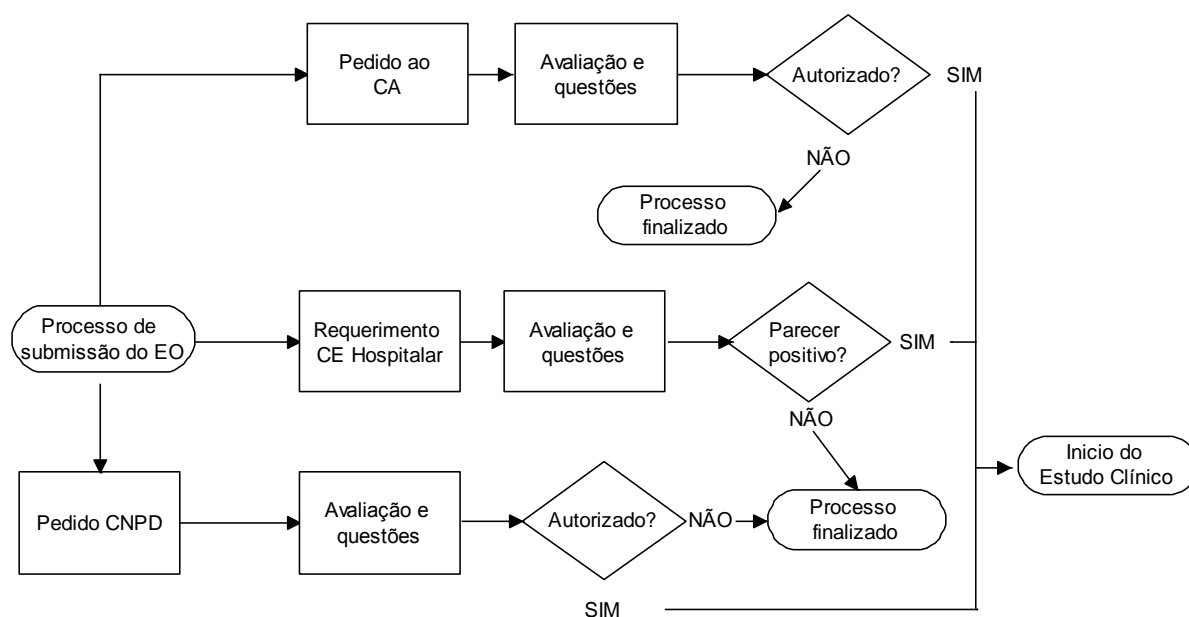 Pedido ao
CA
Avaliação e
questões
Autorizado?
SIM
NÃO
Processo
finalizado
Processo de
submissão do EO
Requerimento
CE Hospitalar
Avaliação e
questões
Parecer
positivo?
SIM
NÃO
Inicio do
Estudo Clínico
Pedido CNPD
Avaliação e
questões
Autorizado?
NÃO
Processo
finalizado
SIM